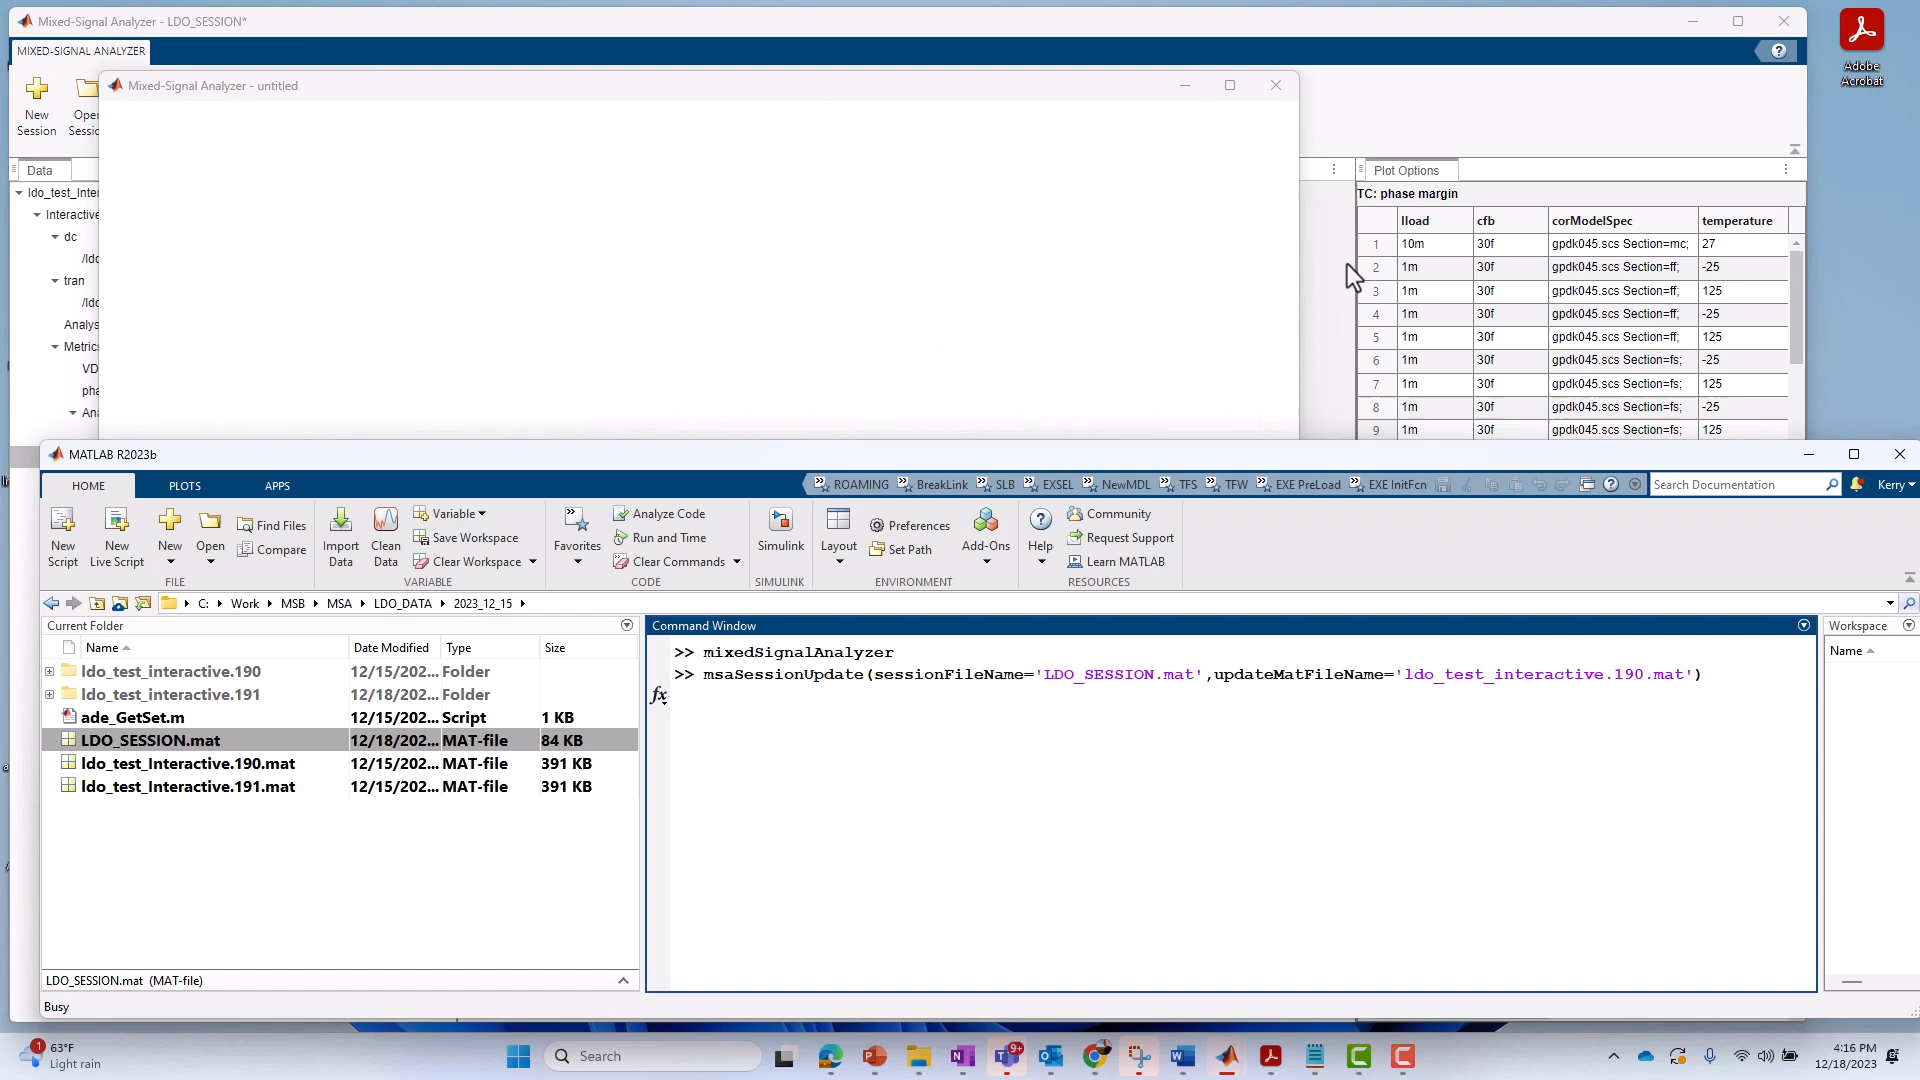 Mixed-Signal Analyzer - LDO_SESSION*
Adobe Acrobat
MIXED-SIGNAL ANALYZER
Mixed-Signal Analyzer - untitled
New Session
Open
Data
Plot Options
ldo_test_Inte
Interactive
dc
tran
Analys
Metrics
VD
pha
Ana
TC: phase margin
Iload cfb corModelSpec temperature
1 10m 30f gpdk045.scs Section=mc; 27
2 1m 30f gpdk045.scs Section=ff; -25
3 1m 30f gpdk045.scs Section=ff; 125
4 1m 30f gpdk045.scs Section=ff; -25
5 1m 30f gpdk045.scs Section=ff; 125
6 1m 30f gpdk045.scs Section=fs; -25
7 1m 30f gpdk045.scs Section=fs; 125
8 1m 30f gpdk045.scs Section=fs; -25
9 1m 30f gpdk045.scs Section=fs; 125
MATLAB R2023b
HOME PLOTS APPS
ROAMING BreakLink SLB EXSEL NewMDL TFS TFW EXE PreLoad EXE InitFcn
Search Documentation
Kerry
New Script
New Live Script
New
Open
Find Files
Compare
FILE
Import Data
Clean Data
Variable
Save Workspace
Clear Workspace
VARIABLE
Favorites
Analyze Code
Run and Time
Clear Commands
CODE
Simulink
SIMULINK
Layout
Preferences
Set Path
Add-Ons
ENVIRONMENT
Help
Community
Request Support
Learn MATLAB
RESOURCES
C: Work MSB MSA LDO_DATA 2023_12_15
Current Folder
Name Date Modified Type Size
ldo_test_interactive.190 12/15/202... Folder
ldo_test_interactive.191 12/18/202... Folder
ade_GetSet.m 12/15/202... Script 1 KB
LDO_SESSION.mat 12/18/202... MAT-file 84 KB
ldo_test_Interactive.190.mat 12/15/202... MAT-file 391 KB
ldo_test_Interactive.191.mat 12/15/202... MAT-file 391 KB
LDO_SESSION.mat (MAT-file)
Busy
Command Window
>> mixedSignalAnalyzer
>> msaSessionUpdate(sessionFileName='LDO_SESSION.mat',updateMatFileName='ldo_test_interactive.190.mat')
fx
Workspace
Name
1
63°F
Light rain
Search
9+
4:16 PM
12/18/2023